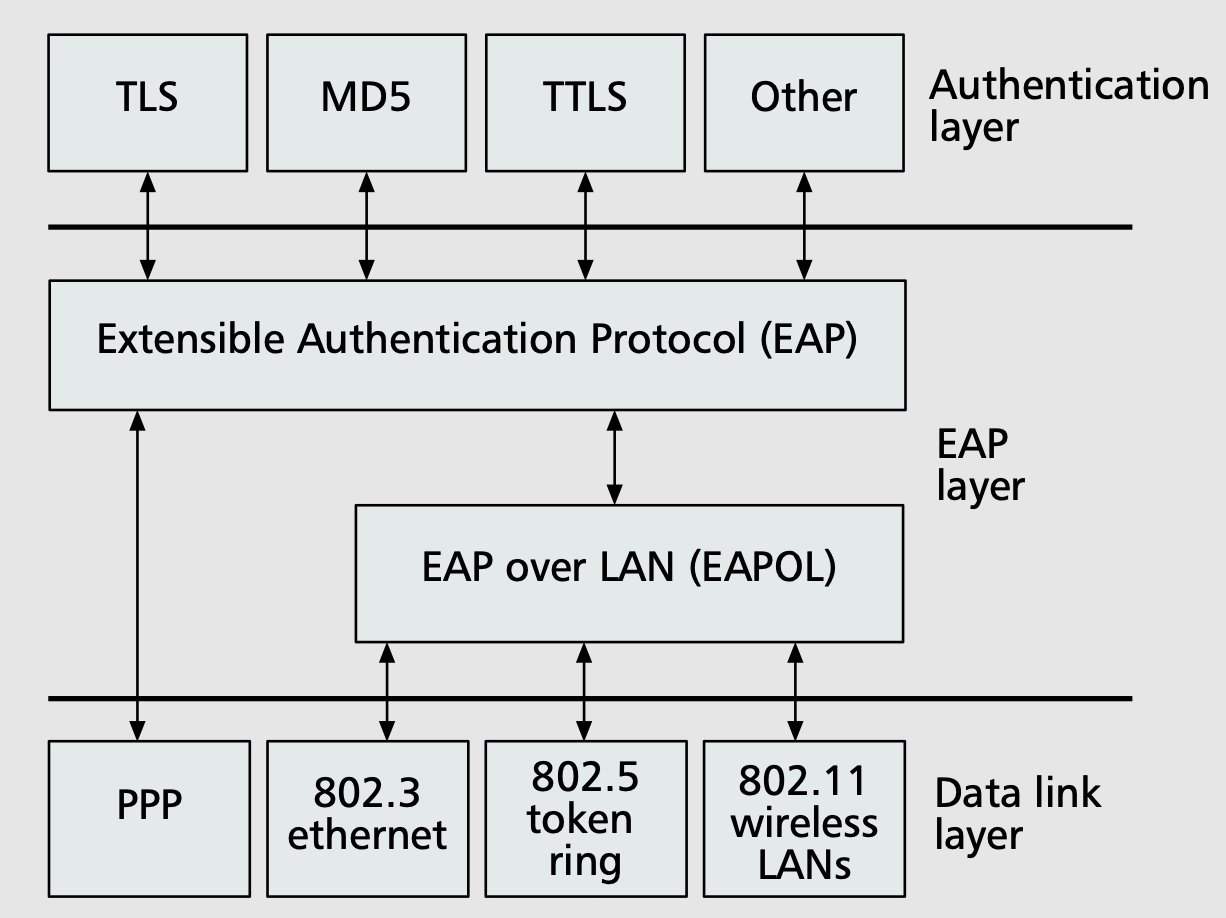 TLS
MD5
TTLS
Other
Authentication
layer
Extensible Authentication Protocol (EAP)
EAP
layer
EAP over LAN (EAPOL)
PPP
802.3
ethernet
802.5
token
ring
802.11
wireless
LANs
Data link
layer